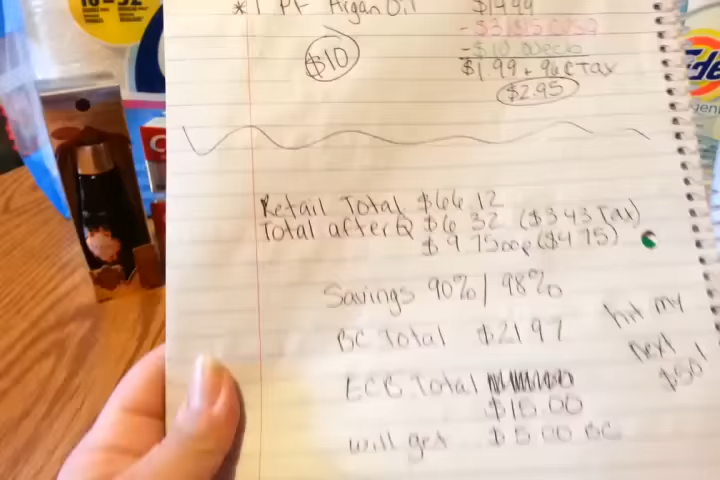 *1 PF Argan Oil $14.99
$10
$1.99 + 96¢ Tax
$2.95
Retail Total $66.12
Total after Q $6.32 ($3.43 Tax)
$9.75 oop ($4.75)
Savings 90% / 98%
BC Total $21.97
hit my
next
$50!
ECB Total
$15.00
will get $5.00 BC